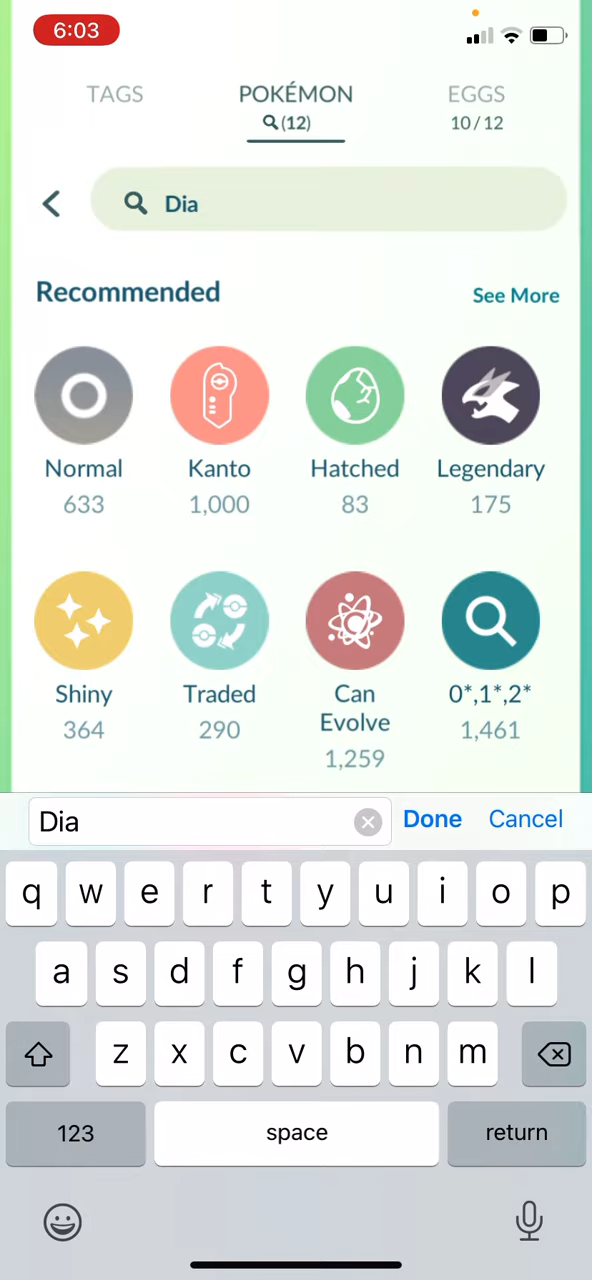 6:03
TAGS
POKÉMON
EGGS
(12)
10/12
Dia
Recommended
See More
Normal
Kanto
Hatched
Legendary
633
1,000
83
175
Shiny
Traded
Can
Evolve
0*,1*,2*
364
290
1,259
1,461
Dia
Done
Cancel
q w e r t y u i o p
a s d f g h j k l
z x c v b n m
123
space
return